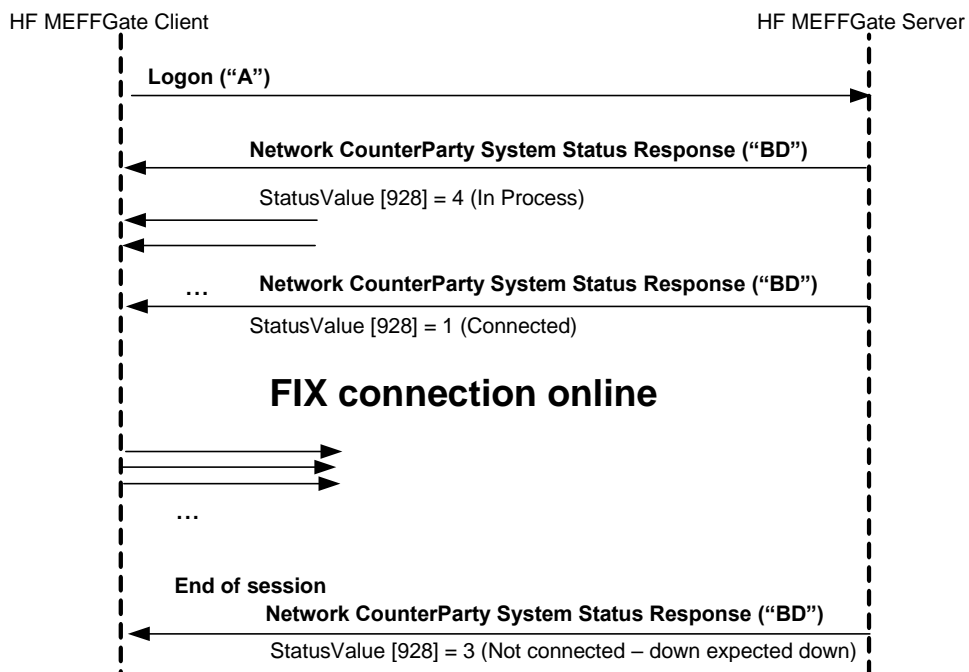 HF MEFFGate Client
HF MEFFGate Server
Logon (“A”)
Network CounterParty System Status Response (“BD”)
StatusValue [928] = 4 (In Process)
...
Network CounterParty System Status Response (“BD”)
StatusValue [928] = 1 (Connected)
FIX connection online
...
End of session
Network CounterParty System Status Response (“BD”)
StatusValue [928] = 3 (Not connected – down expected down)